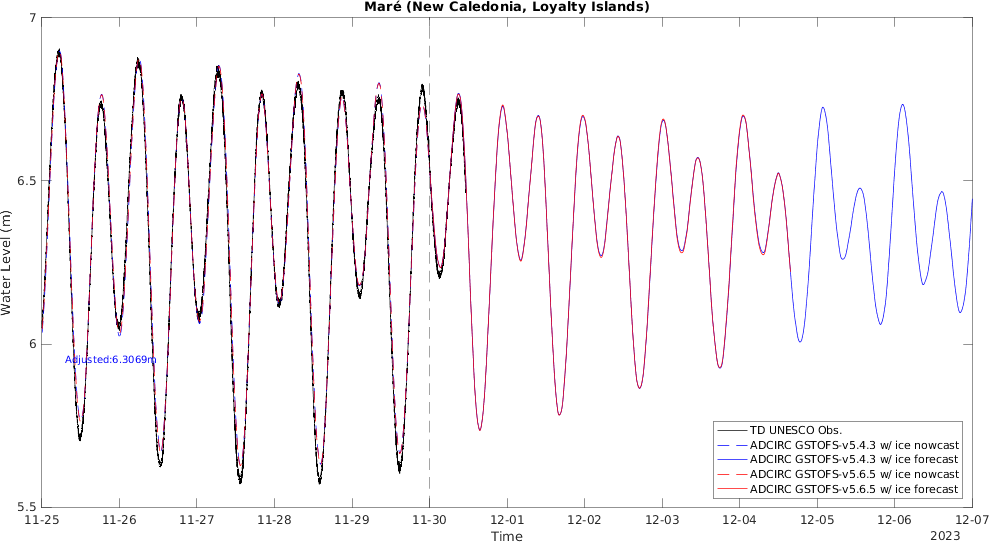 Maré (New Caledonia, Loyalty Islands)
7
6.5
6
5.5
Water Level (m)
Adjusted:6.3069m
TD UNESCO Obs.
ADCIRC GSTOFS-v5.4.3 w/ ice nowcast
ADCIRC GSTOFS-v5.4.3 w/ ice forecast
ADCIRC GSTOFS-v5.6.5 w/ ice nowcast
ADCIRC GSTOFS-v5.6.5 w/ ice forecast
11-25 11-26 11-27 11-28 11-29 11-30 12-01 12-02 12-03 12-04 12-05 12-06 12-07
Time
2023